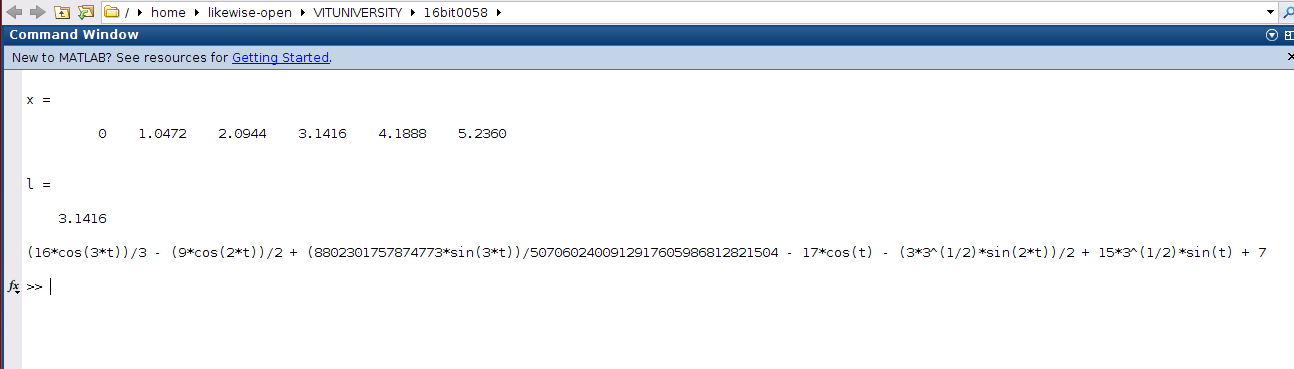 / home likewise-open VITUNIVERSITY 16bit0058
Command Window
New to MATLAB? See resources for Getting Started.
x =
0 1.0472 2.0944 3.1416 4.1888 5.2360
l =
3.1416
(16*cos(3*t))/3 - (9*cos(2*t))/2 + (8802301757874773*sin(3*t))/5070602400912917605986812821504 - 17*cos(t) - (3*3^(1/2)*sin(2*t))/2 + 15*3^(1/2)*sin(t) + 7
fx >>